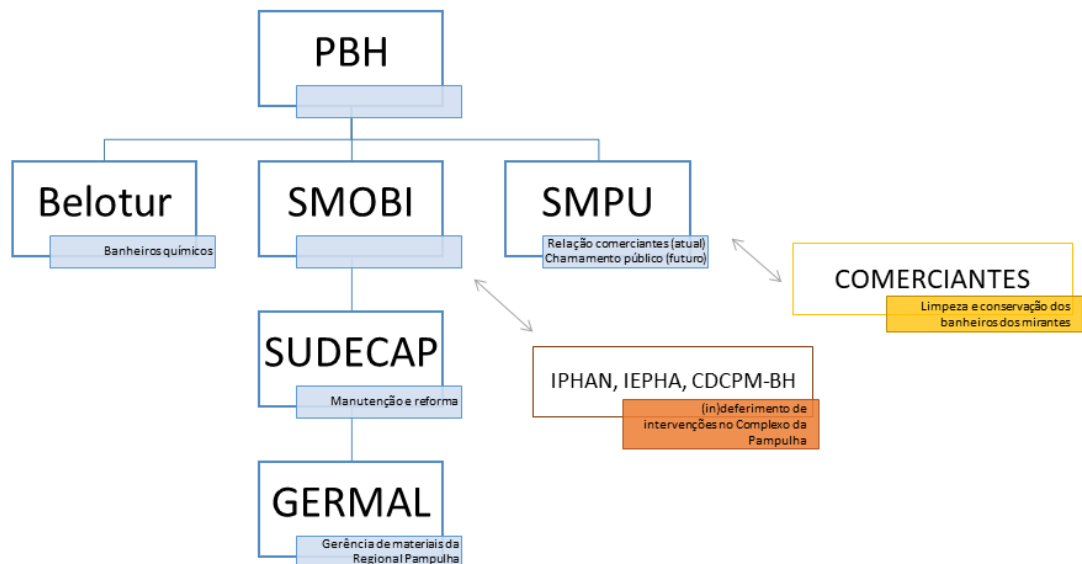 PBH
Belotur
Banheiros químicos
SMOBI
SMPU
Relação comerciantes (atual)
Chamamento público (futuro)
COMERCIANTES
Limpeza e conservação dos
banheiros dos mirantes
SUDECAP
Manutenção e reforma
IPHAN, IEPHA, CDCPM-BH
(in)deferimento de
intervenções no Complexo da
Pampulha
GERMAL
Gerência de materiais da
Regional Pampulha